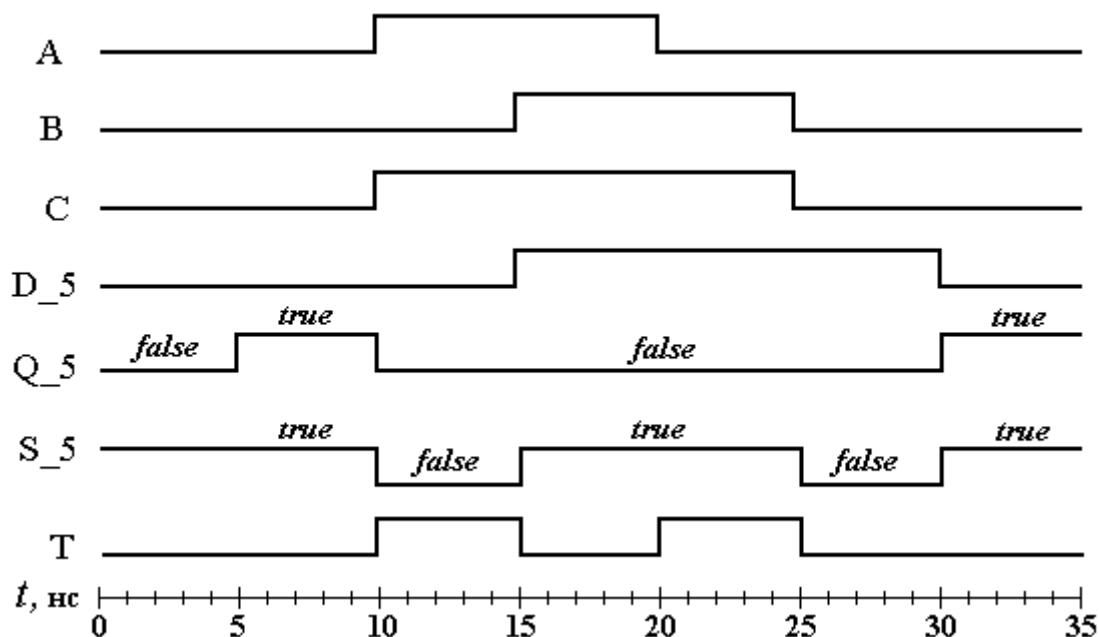 A
B
C
D_5
true true
false false
Q_5
true true true
S_5
false false
T
t, нс
0 5 10 15 20 25 30 35